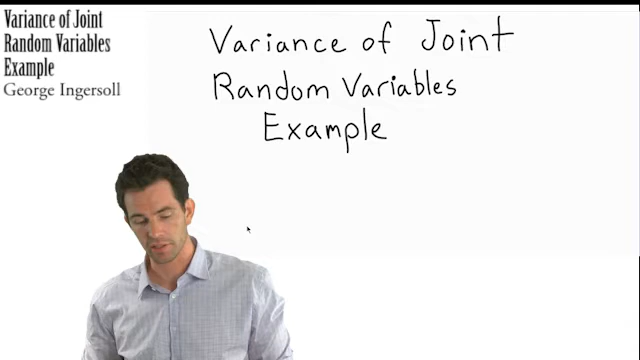 Variance of Joint
Random Variables
Example
George Ingersoll
Variance of Joint
Random Variables
Example